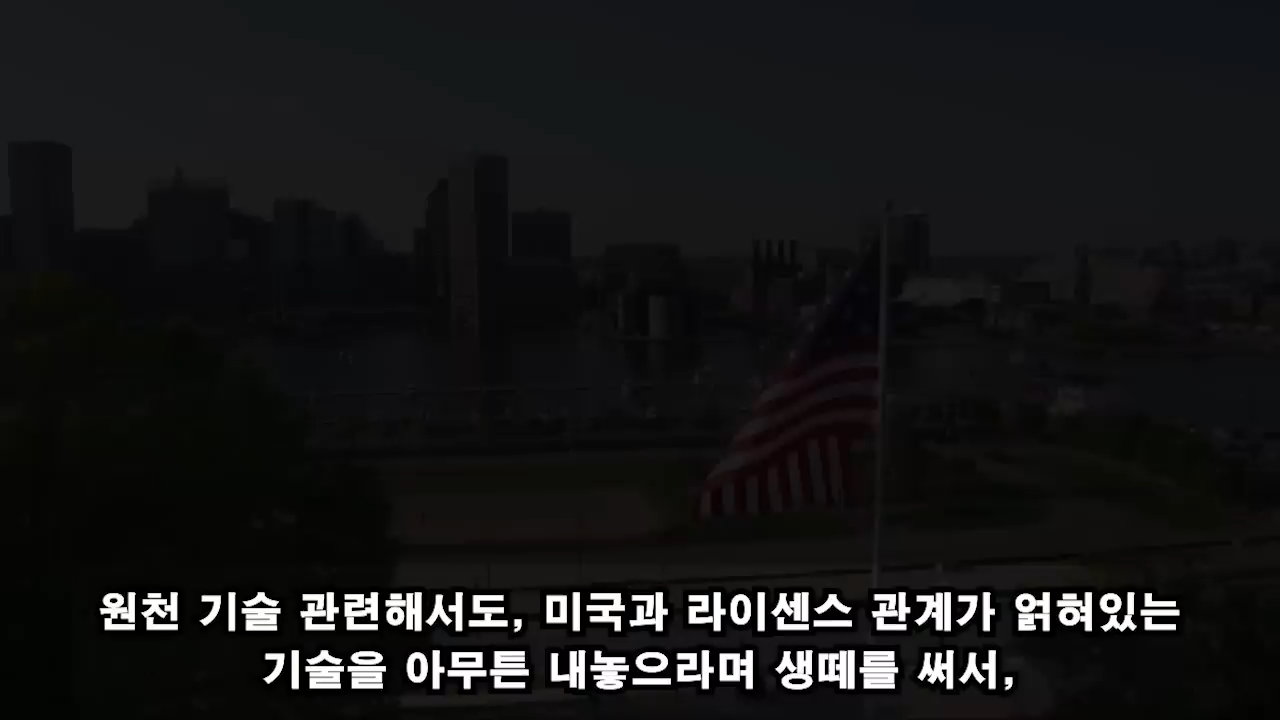 원천 기술 관련해서도, 미국과 라이센스 관계가 얽혀있는
기술을 아무튼 내놓으라며 생떼를 써서,